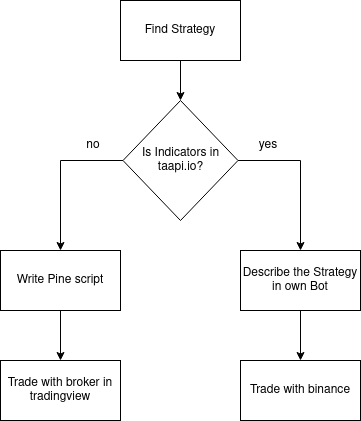 Find Strategy
Is Indicators in
taapi.io?
no
yes
Write Pine script
Describe the Strategy
in own Bot
Trade with broker in
tradingview
Trade with binance